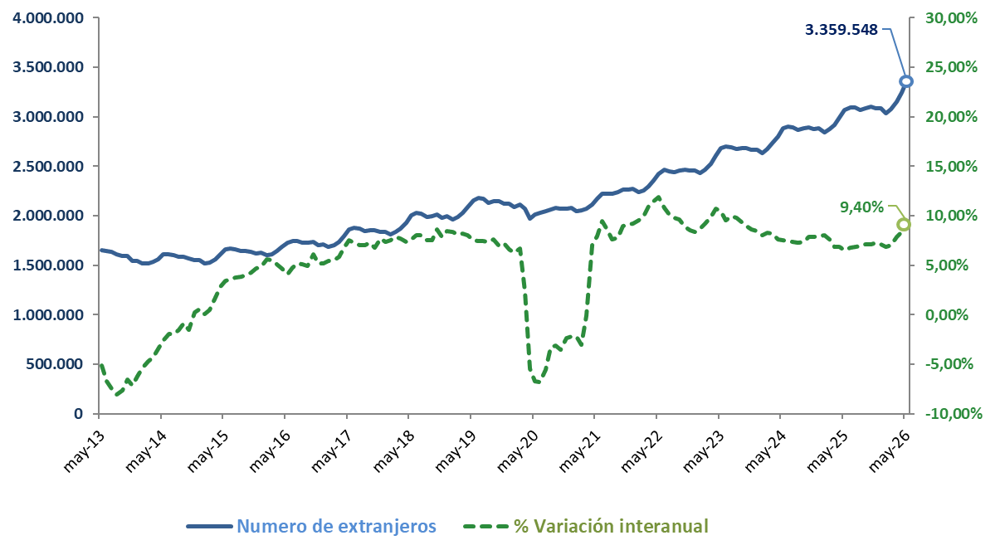 4.000.000
3.500.000
3.000.000
2.500.000
2.000.000
1.500.000
1.000.000
500.000
0
30,00%
25,00%
20,00%
15,00%
10,00%
5,00%
0,00%
-5,00%
-10,00%
3.359.548
9,40%
may-13
may-14
may-15
may-16
may-17
may-18
may-19
may-20
may-21
may-22
may-23
may-24
may-25
may-26
Numero de extranjeros
% Variación interanual